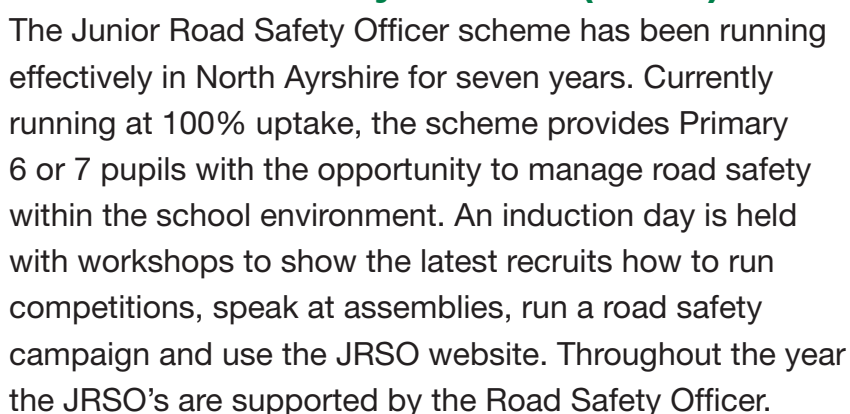 The Junior Road Safety Officer scheme has been running
effectively in North Ayrshire for seven years. Currently
running at 100% uptake, the scheme provides Primary
6 or 7 pupils with the opportunity to manage road safety
within the school environment. An induction day is held
with workshops to show the latest recruits how to run
competitions, speak at assemblies, run a road safety
campaign and use the JRSO website. Throughout the year
the JRSO’s are supported by the Road Safety Officer.